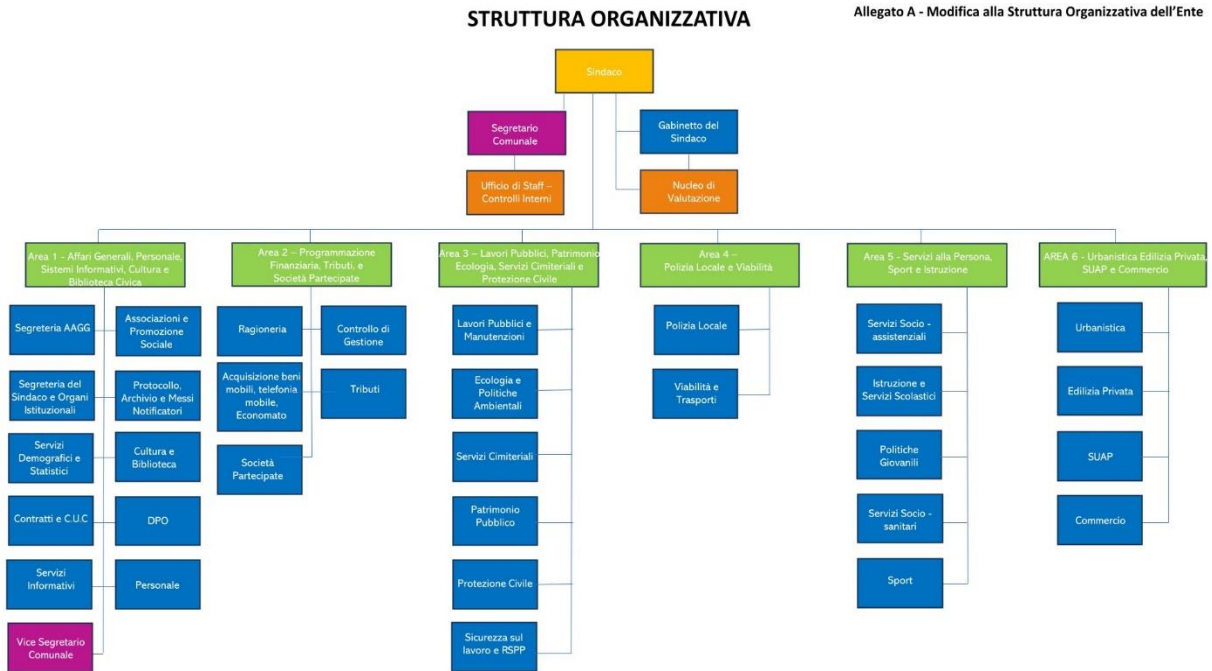 STRUTTURA ORGANIZZATIVA
Allegato A - Modifica alla Struttura Organizzativa dell'Ente
Sindaco
Segretario
Comunale
Gabinetto del
Sindaco
Ufficio di Staff –
Controlli Interni
Nucleo di
Valutazione
Area 1 - Affari Generali, Personale,
Sistemi Informativi, Cultura e
Biblioteca Civica
Segreteria AAGG
Associazioni e
Promozione
Sociale
Segreteria del
Sindaco e Organi
Istituzionali
Protocollo,
Archivio e Messi
Notificatori
Servizi
Demografici e
Statistici
Cultura e
Biblioteca
Contratti e C.U.C
DPO
Servizi
Informativi
Personale
Vice Segretario
Comunale
Area 2 – Programmazione
Finanziaria, Tributi, e
Società Partecipate
Ragioneria
Controllo di
Gestione
Acquisizione beni
mobili, telefonia
mobile,
Economato
Tributi
Società
Partecipate
Area 3 – Lavori Pubblici, Patrimonio
Ecologia, Servizi Cimiteriali e
Protezione Civile
Lavori Pubblici e
Manutenzioni
Ecologia e
Politiche
Ambientali
Servizi Cimiteriali
Patrimonio
Pubblico
Protezione Civile
Sicurezza sul
lavoro e RSPP
Area 4 –
Polizia Locale e Viabilità
Polizia Locale
Viabilità e
Trasporti
Area 5 - Servizi alla Persona,
Sport e Istruzione
Servizi Socio -
assistenziali
Istruzione e
Servizi Scolastici
Politiche
Giovanili
Servizi Socio -
sanitari
Sport
AREA 6 - Urbanistica Edilizia Privata,
SUAP e Commercio
Urbanistica
Edilizia Privata
SUAP
Commercio